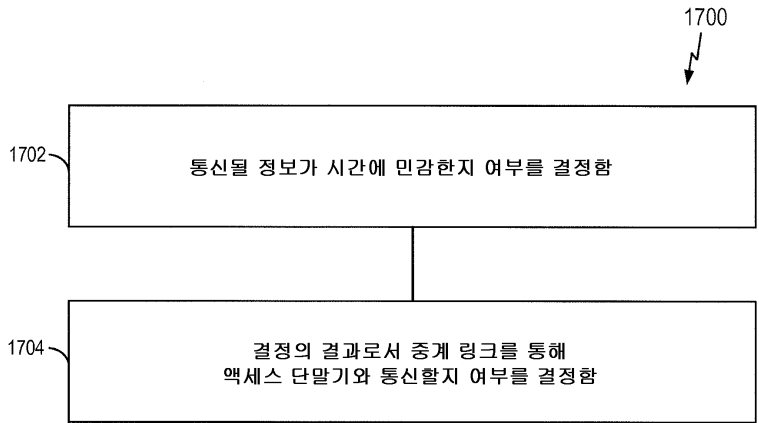 1700
1702
통신될 정보가 시간에 민감한지 여부를 결정함
1704
결정의 결과로서 중계 링크를 통해
액세스 단말기와 통신할지 여부를 결정함